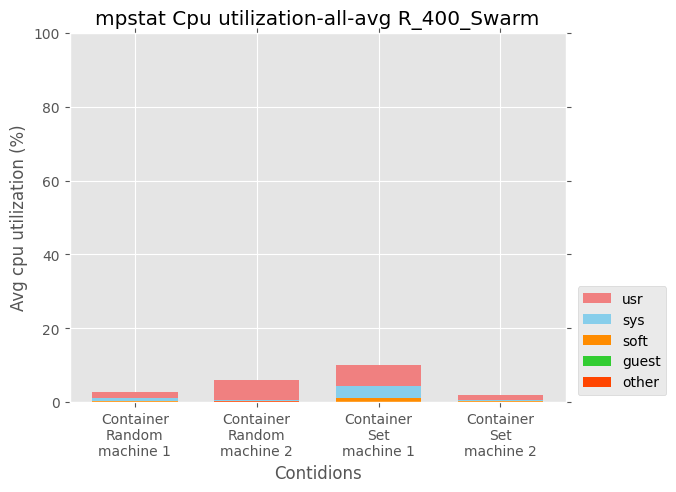 mpstat Cpu utilization-all-avg R_400_Swarm
Avg cpu utilization (%)
100
80
60
40
20
0
Container
Random
machine 1
Container
Random
machine 2
Container
Set
machine 1
Container
Set
machine 2
Contidions
usr
sys
soft
guest
other